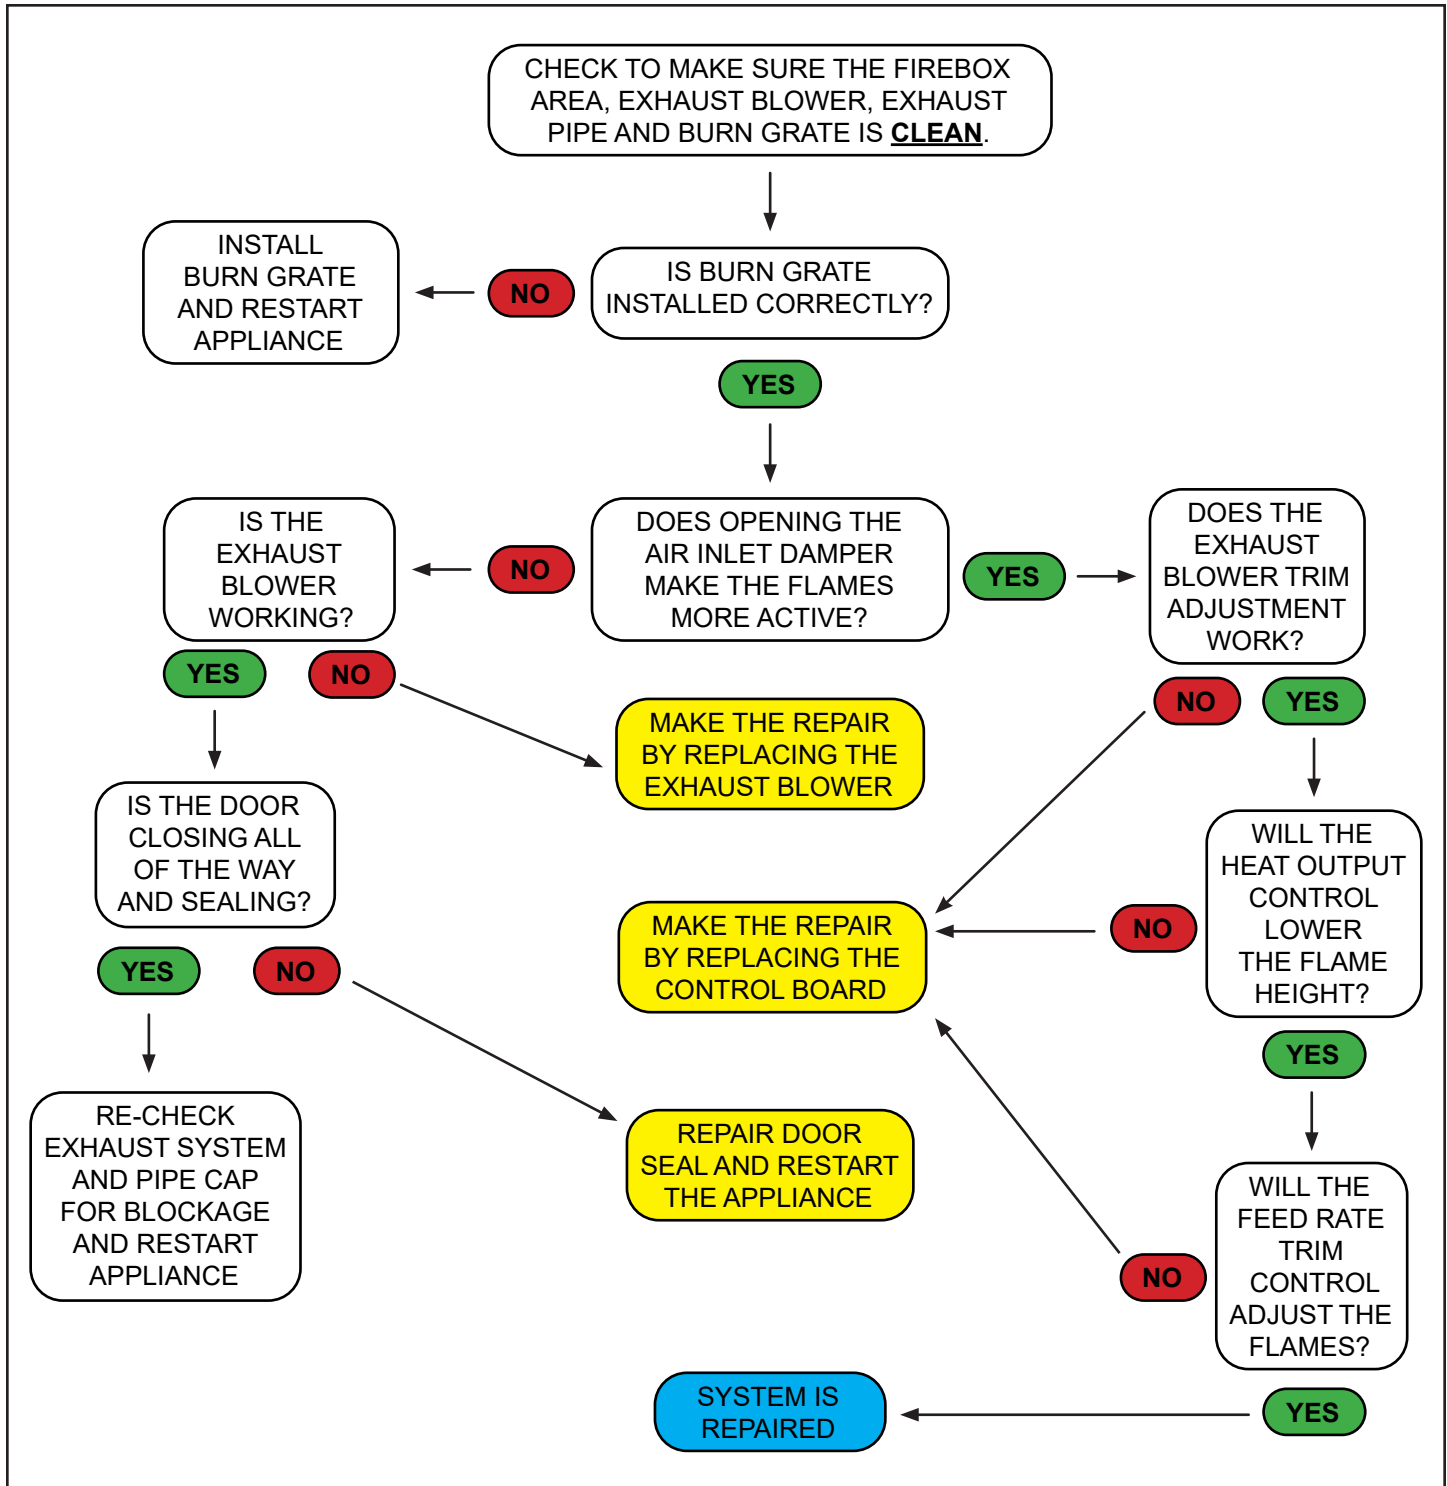 CHECK TO MAKE SURE THE FIREBOX
AREA, EXHAUST BLOWER, EXHAUST
PIPE AND BURN GRATE IS CLEAN.
INSTALL
BURN GRATE
AND RESTART
APPLIANCE
NO
IS BURN GRATE
INSTALLED CORRECTLY?
YES
IS THE
EXHAUST
BLOWER
WORKING?
NO
DOES OPENING THE
AIR INLET DAMPER
MAKE THE FLAMES
MORE ACTIVE?
YES
DOES THE
EXHAUST
BLOWER TRIM
ADJUSTMENT
WORK?
YES
NO
NO
YES
MAKE THE REPAIR
BY REPLACING THE
EXHAUST BLOWER
IS THE DOOR
CLOSING ALL
OF THE WAY
AND SEALING?
WILL THE
HEAT OUTPUT
CONTROL
LOWER
THE FLAME
HEIGHT?
MAKE THE REPAIR
BY REPLACING THE
CONTROL BOARD
NO
YES
NO
YES
RE-CHECK
EXHAUST SYSTEM
AND PIPE CAP
FOR BLOCKAGE
AND RESTART
APPLIANCE
REPAIR DOOR
SEAL AND RESTART
THE APPLIANCE
WILL THE
FEED RATE
TRIM
CONTROL
ADJUST THE
FLAMES?
NO
SYSTEM IS
REPAIRED
YES